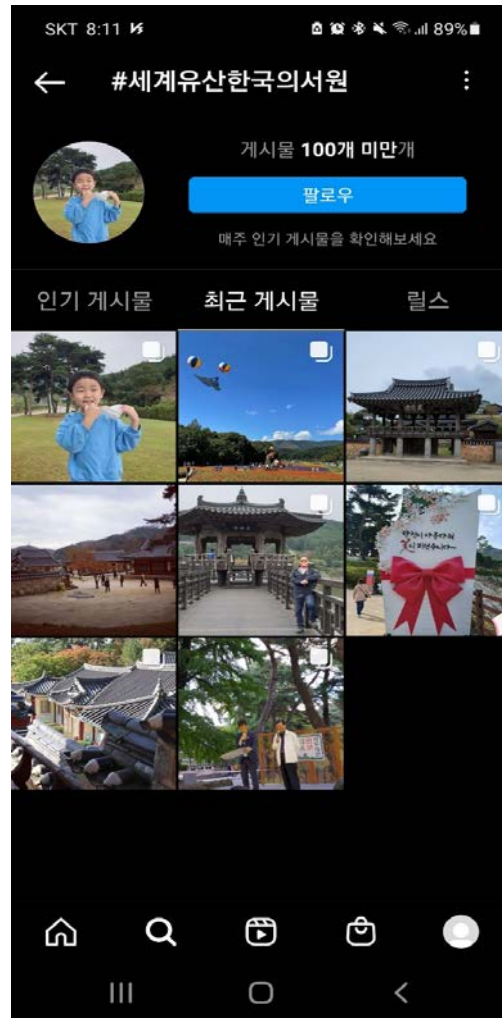 SKT 8:11
89%
#세계유산한국의서원
게시물 100개 미만개
팔로우
매주 인기 게시물을 확인해보세요
인기 게시물 최근 게시물 릴스